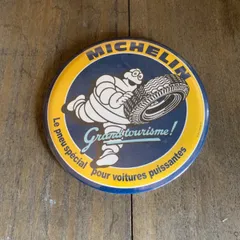 MICHELIN
Grand tourisme!
Le pneu spécial pour voitures puissantes